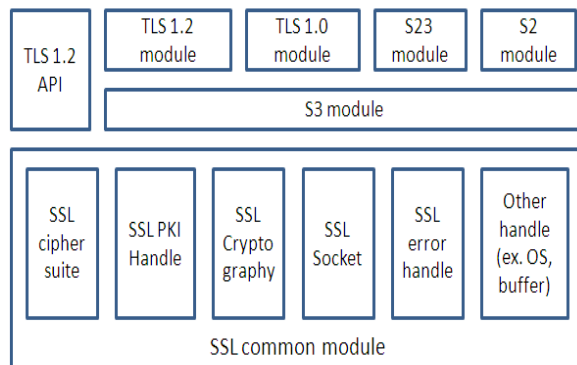 TLS 1.2
API
TLS 1.2
module
TLS 1.0
module
S23
module
S2
module
S3 module
SSL
cipher
suite
SSL PKI
Handle
SSL
Crypto
graphy
SSL
Socket
SSL
error
handle
Other
handle
(ex. OS,
buffer)
SSL common module